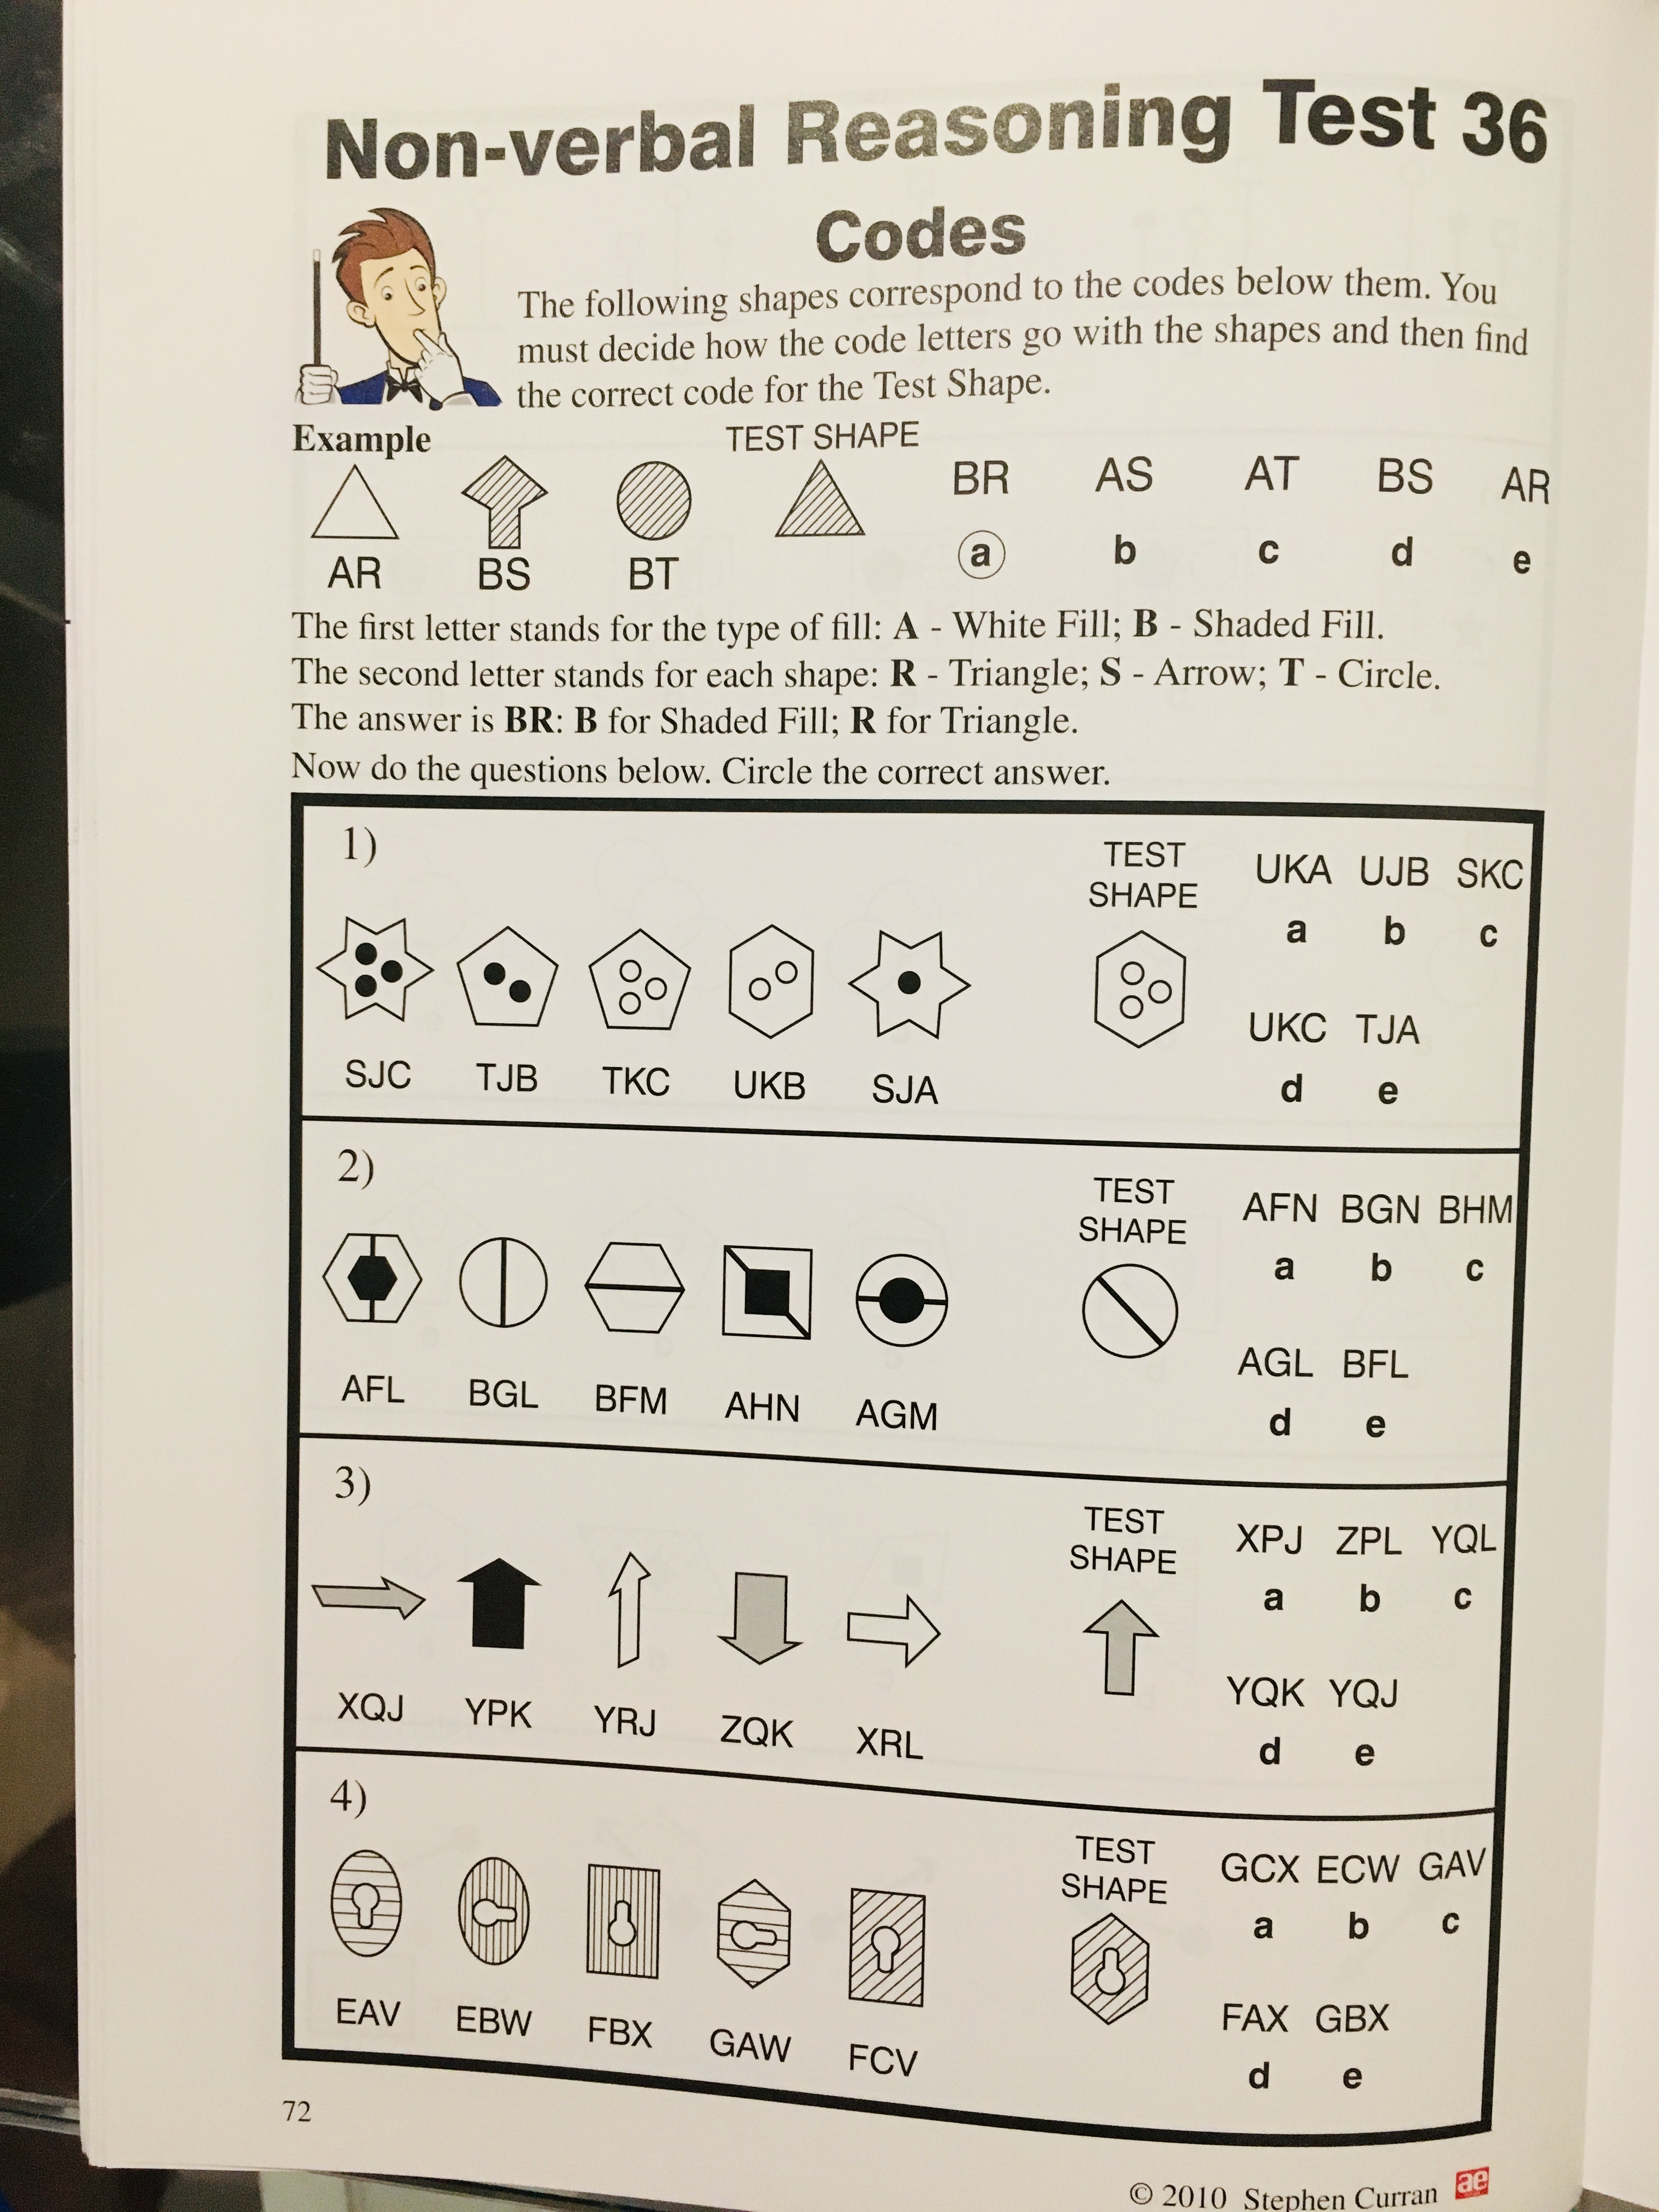 Non-verbal Reasoning Test 36
Codes
The following shapes correspond to the codes below them. You
must decide how the code letters go with the shapes and then find
the correct code for the Test Shape.
Example
TEST SHAPE
AR BS BT
BR AS AT BS AR
a b c d e
The first letter stands for the type of fill: A - White Fill; B - Shaded Fill.
The second letter stands for each shape: R - Triangle; S - Arrow; T - Circle.
The answer is BR: B for Shaded Fill; R for Triangle.
Now do the questions below. Circle the correct answer.
1)
SJC TJB TKC UKB SJA
TEST
SHAPE
UKA UJB SKC
a b c
UKC TJA
d e
2)
AFL BGL BFM AHN AGM
TEST
SHAPE
AFN BGN BHM
a b c
AGL BFL
d e
3)
XQJ YPK YRJ ZQK XRL
TEST
SHAPE
XPJ ZPL YQL
a b c
YQK YQJ
d e
4)
EAV EBW FBX GAW FCV
TEST
SHAPE
GCX ECW GAV
a b c
FAX GBX
d e
72
© 2010 Stephen Curran ae